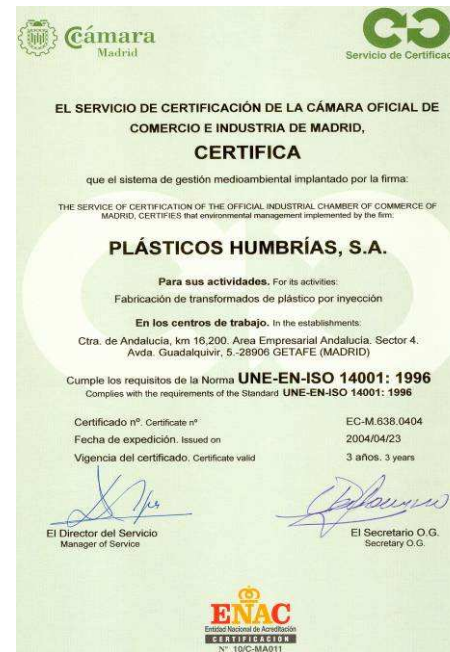 Cámara
Madrid
Servicio de Certificac
EL SERVICIO DE CERTIFICACIÓN DE LA CÁMARA OFICIAL DE
COMERCIO E INDUSTRIA DE MADRID,
CERTIFICA
que el sistema de gestión medioambiental implantado por la firma:
THE SERVICE OF CERTIFICATION OF THE OFFICIAL INDUSTRIAL CHAMBER OF COMMERCE OF
MADRID, CERTIFIES that environmental management implemented by the firm:
PLÁSTICOS HUMBRÍAS, S.A.
Para sus actividades. For its activities:
Fabricación de transformados de plástico por inyección
En los centros de trabajo. In the establishments:
Ctra. de Andalucía, km 16,200. Area Empresarial Andalucía. Sector 4.
Avda. Guadalquivir, 5.-28906 GETAFE (MADRID)
Cumple los requisitos de la Norma UNE-EN-ISO 14001: 1996
Complies with the requirements of the Standard UNE-EN-ISO 14001: 1996
Certificado nº. Certificate nº EC-M.638.0404
Fecha de expedición. Issued on 2004/04/23
Vigencia del certificado. Certificate valid 3 años. 3 years
El Director del Servicio
Manager of Service
El Secretario O.G.
Secretary O.G.
ENAC
Entidad Nacional de Acreditación
CERTIFICACIÓN
Nº 10/C-MA011